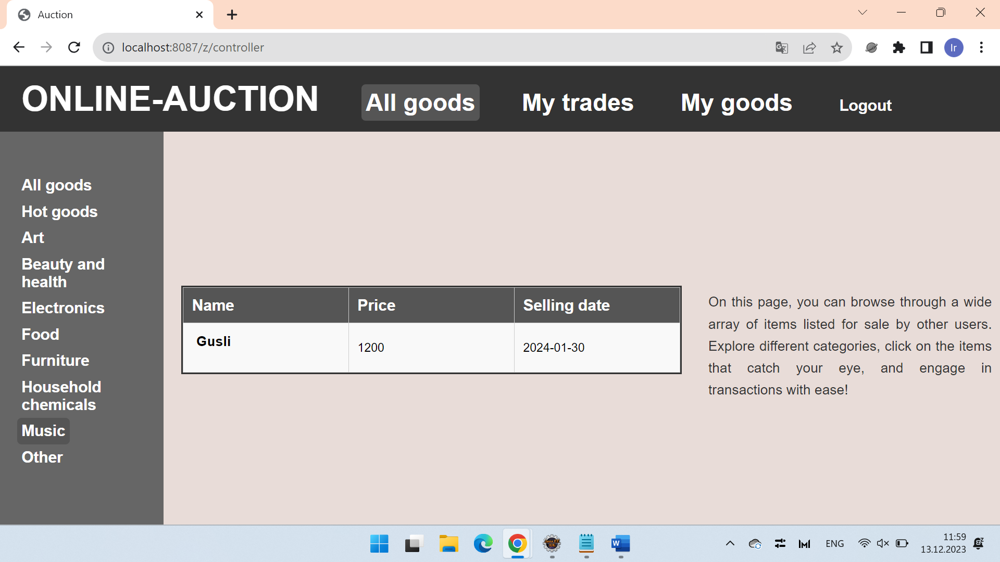 Auction
localhost:8087/z/controller
Ir
ONLINE-AUCTION
All goods
My trades
My goods
Logout
All goods
Hot goods
Art
Beauty and
health
Electronics
Food
Furniture
Household
chemicals
Music
Other
Name Price Selling date
Gusli 1200 2024-01-30
On this page, you can browse through a wide
array of items listed for sale by other users.
Explore different categories, click on the items
that catch your eye, and engage in
transactions with ease!
Java EE
IDE
W
ENG
11:59
13.12.2023